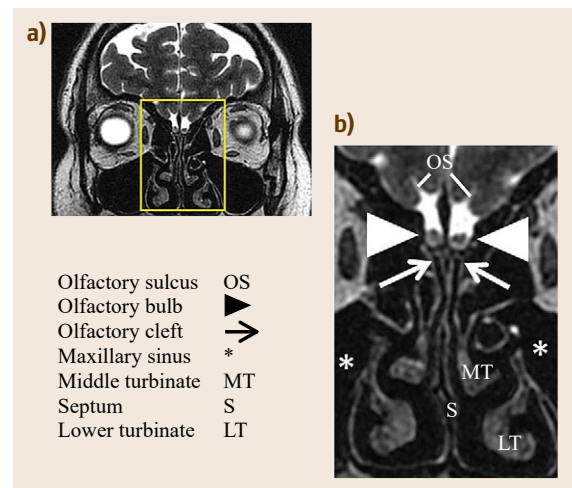 a)
b)
OS
Olfactory sulcus OS
Olfactory bulb ▶
Olfactory cleft →
Maxillary sinus *
Middle turbinate MT
Septum S
Lower turbinate LT
* *
MT
S
LT